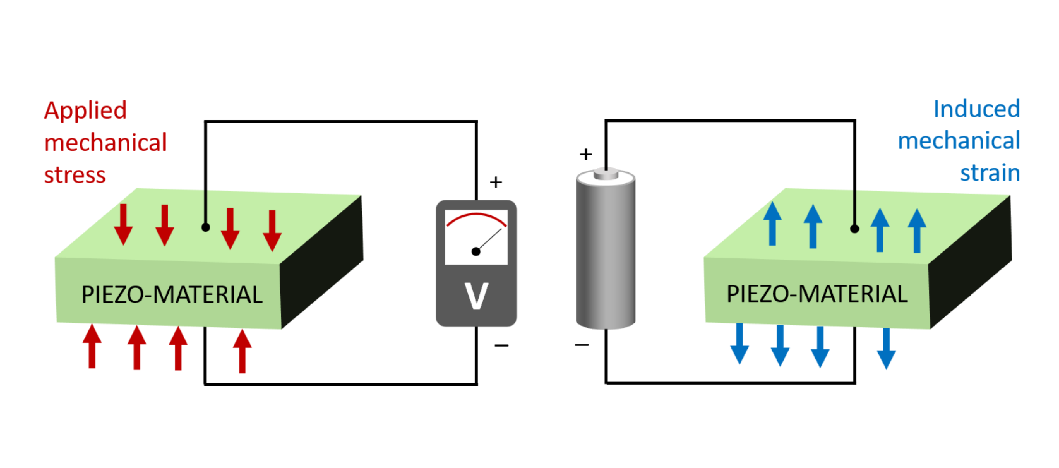 Applied
mechanical
stress
Induced
mechanical
strain
+
+
PIEZO-MATERIAL
V
PIEZO-MATERIAL
–
–